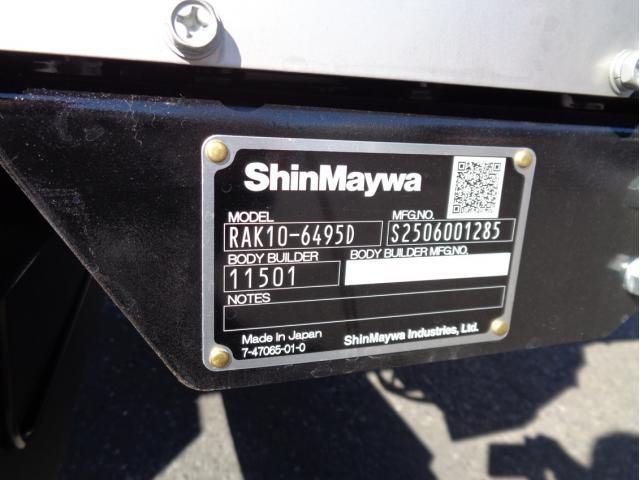 ShinMaywa
MODEL MFG.NO.
RAK10-6495D S2506001285
BODY BUILDER BODY BUILDER MFG.NO.
11501
NOTES
Made in Japan ShinMaywa Industries, Ltd.
7-47065-01-0